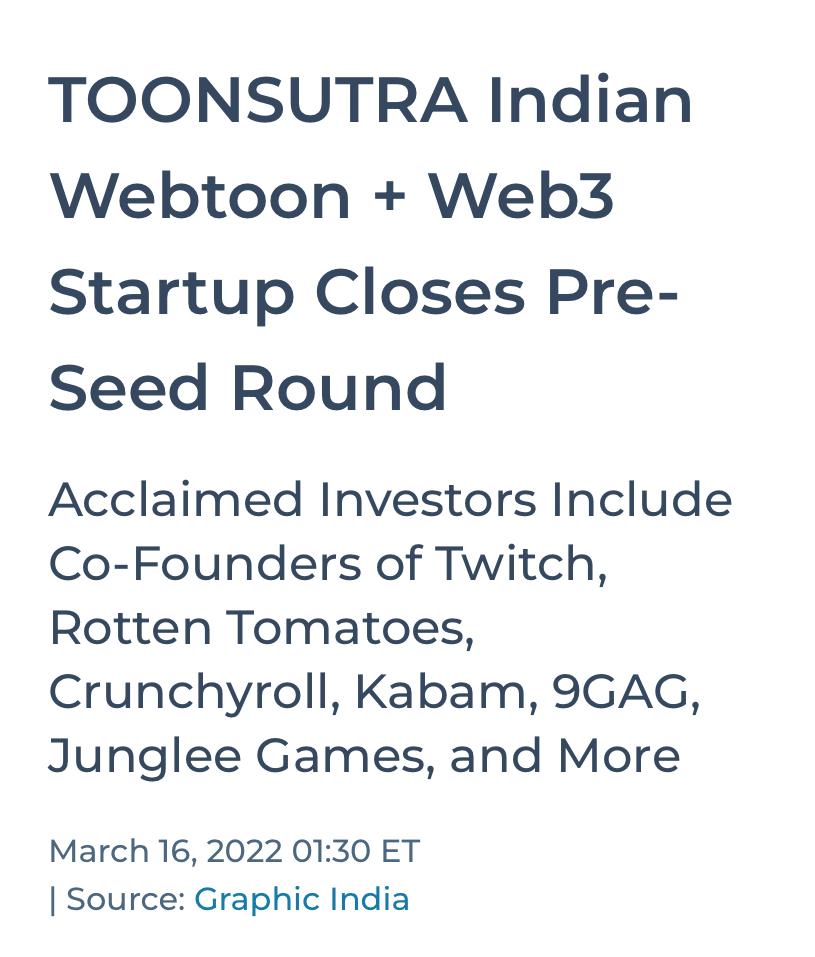 TOONSUTRA Indian
Webtoon + Web3
Startup Closes Pre-
Seed Round
Acclaimed Investors Include
Co-Founders of Twitch,
Rotten Tomatoes,
Crunchyroll, Kabam, 9GAG,
Junglee Games, and More
March 16, 2022 01:30 ET
| Source: Graphic India